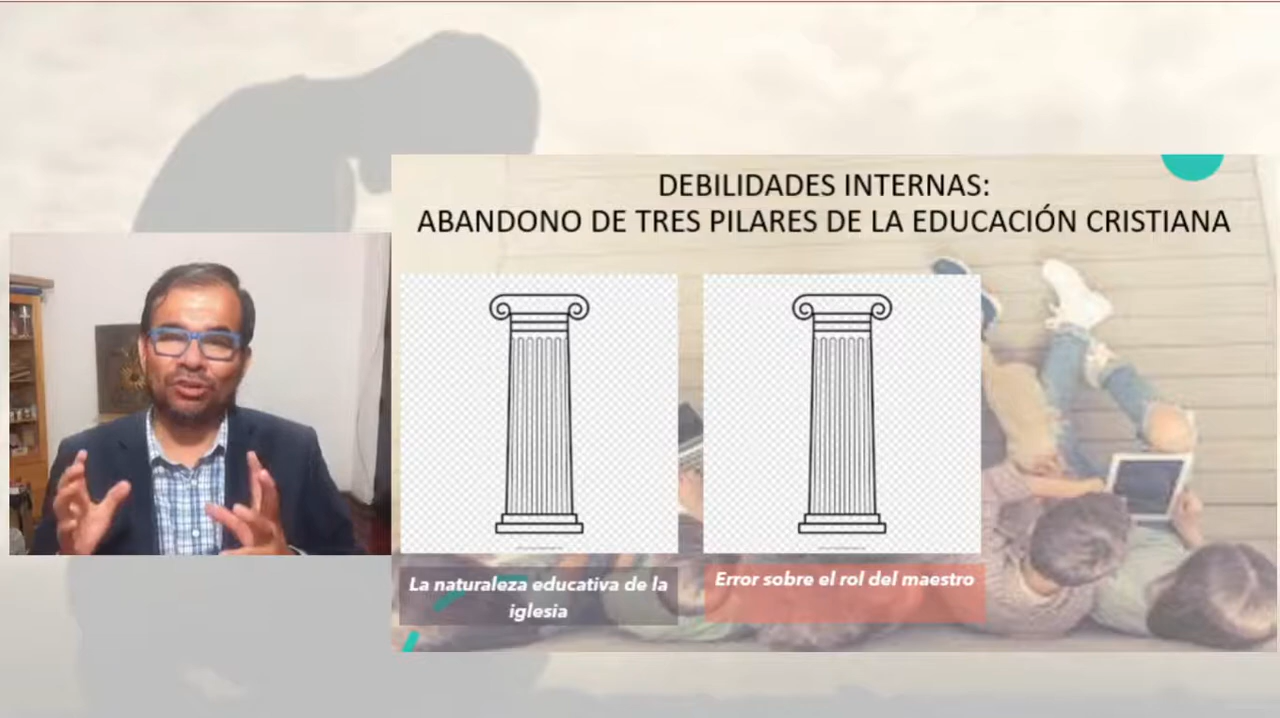 DEBILIDADES INTERNAS:
ABANDONO DE TRES PILARES DE LA EDUCACIÓN CRISTIANA
La naturaleza educativa de la
iglesia
Error sobre el rol del maestro